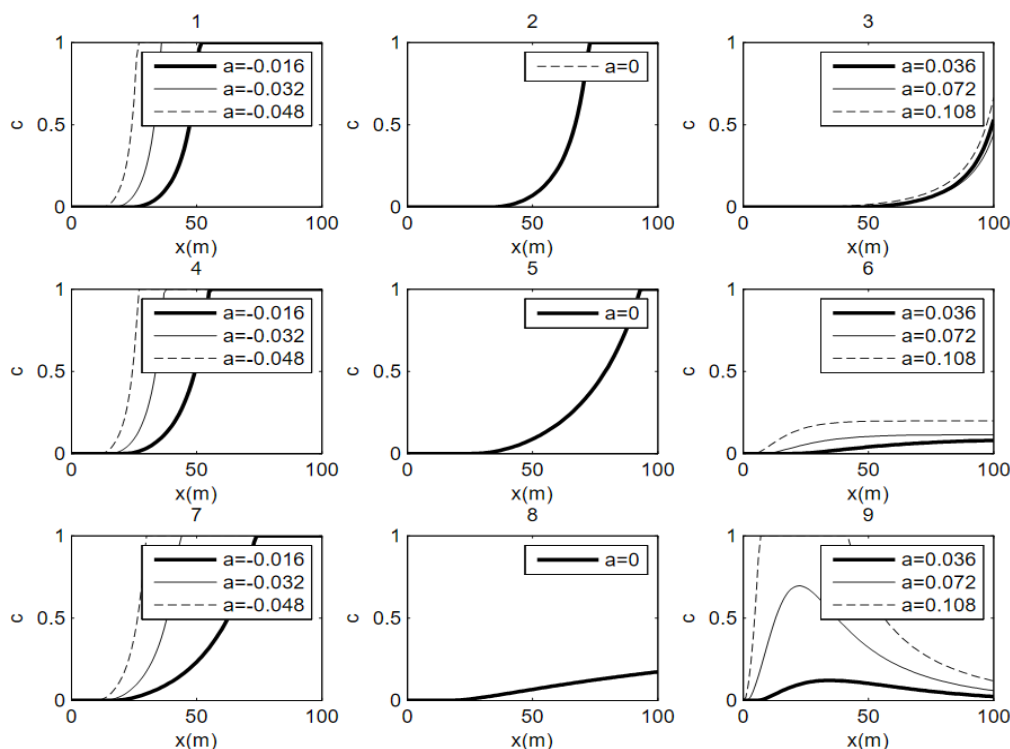 1 2 3
1 1 1
c 0.5 c 0.5 c 0.5
a=-0.016 a=0 a=0.036
a=-0.032 a=0.072
a=-0.048 a=0.108
0 0 0
0 50 100 0 50 100 0 50 100
x(m) x(m) x(m)
4 5 6
1 1 1
c 0.5 c 0.5 c 0.5
a=-0.016 a=0 a=0.036
a=-0.032 a=0.072
a=-0.048 a=0.108
0 0 0
0 50 100 0 50 100 0 50 100
x(m) x(m) x(m)
7 8 9
1 1 1
c 0.5 c 0.5 c 0.5
a=-0.016 a=0 a=0.036
a=-0.032 a=0.072
a=-0.048 a=0.108
0 0 0
0 50 100 0 50 100 0 50 100
x(m) x(m) x(m)